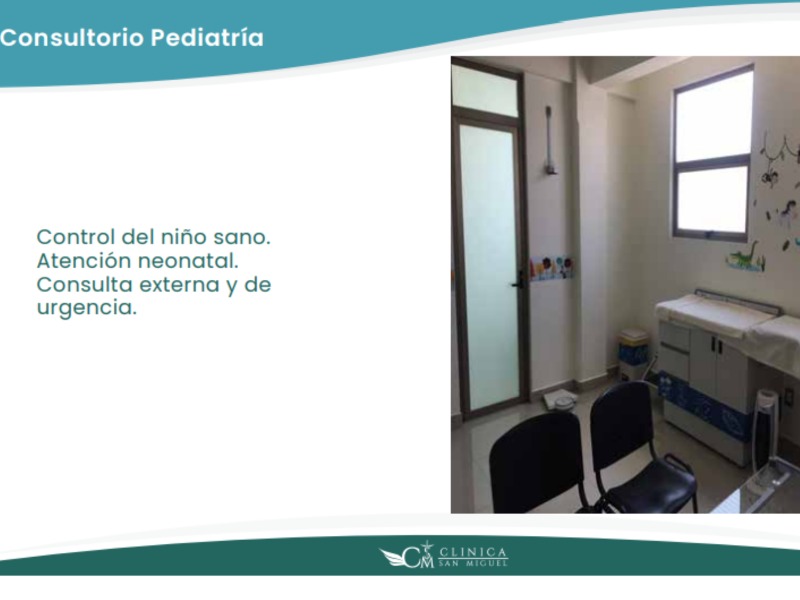 Consultorio Pediatría
Control del niño sano.
Atención neonatal.
Consulta externa y de
urgencia.
CM
CLINICA
SAN MIGUEL